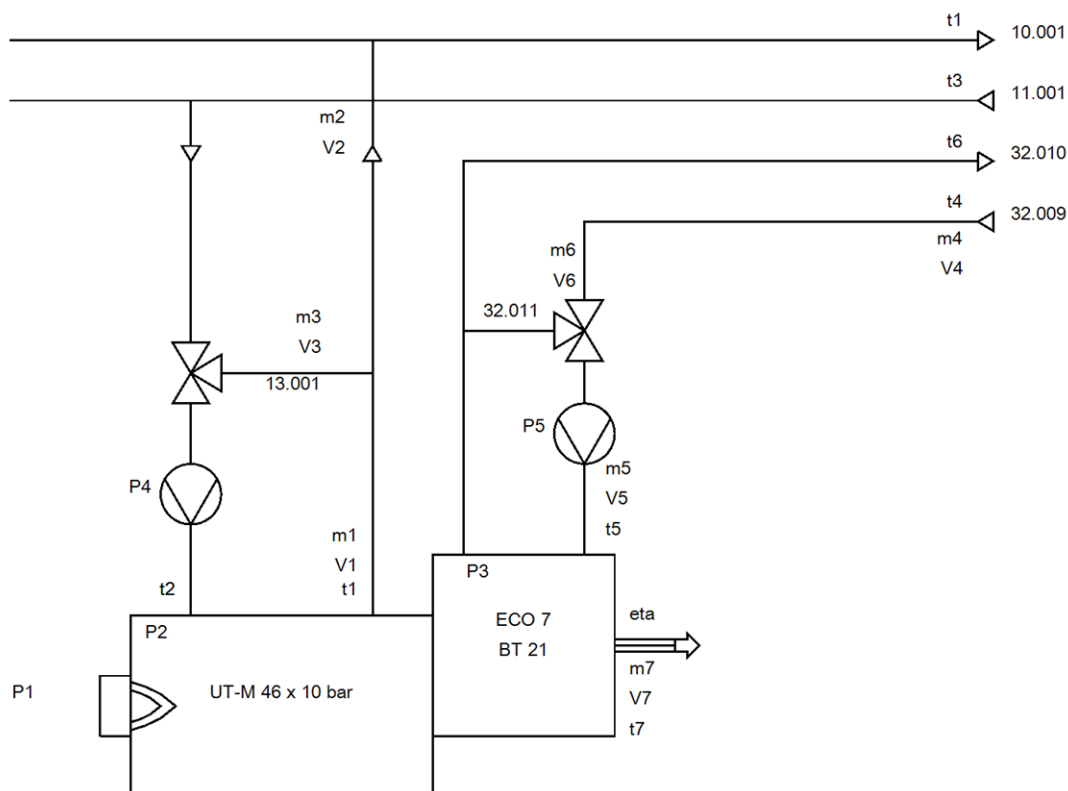 t1
10.001
t3
11.001
m2
V2
t6
32.010
t4
32.009
m4
V4
m6
V6
32.011
m3
V3
13.001
P5
P4
m5
V5
t5
m1
V1
t1
t2
P3
P2
ECO 7
BT 21
eta
m7
V7
t7
P1
UT-M 46 x 10 bar